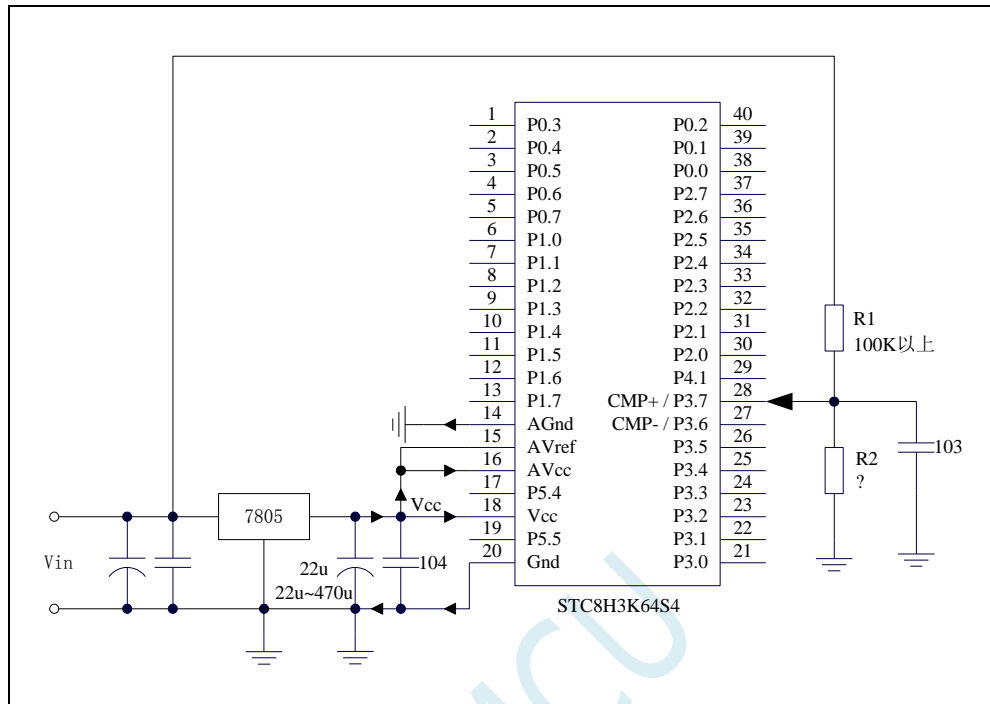 1
P0.3
2
P0.4
3
P0.5
4
P0.6
5
P0.7
6
P1.0
7
P1.1
8
P1.2
9
P1.3
10
P1.4
11
P1.5
12
P1.6
13
P1.7
14
AGnd
15
AVref
16
AVcc
17
P5.4
18
Vcc
19
P5.5
20
Gnd
40
P0.2
39
P0.1
38
P0.0
37
P2.7
36
P2.6
35
P2.5
34
P2.4
33
P2.3
32
P2.2
31
P2.1
30
P2.0
29
P4.1
28
CMP+ / P3.7
27
CMP- / P3.6
26
P3.5
25
P3.4
24
P3.3
23
P3.2
22
P3.1
21
P3.0
R1
100K以上
R2
?
103
Vcc
7805
Vin
22u
22u~470u
104
STC8H3K64S4
MCU